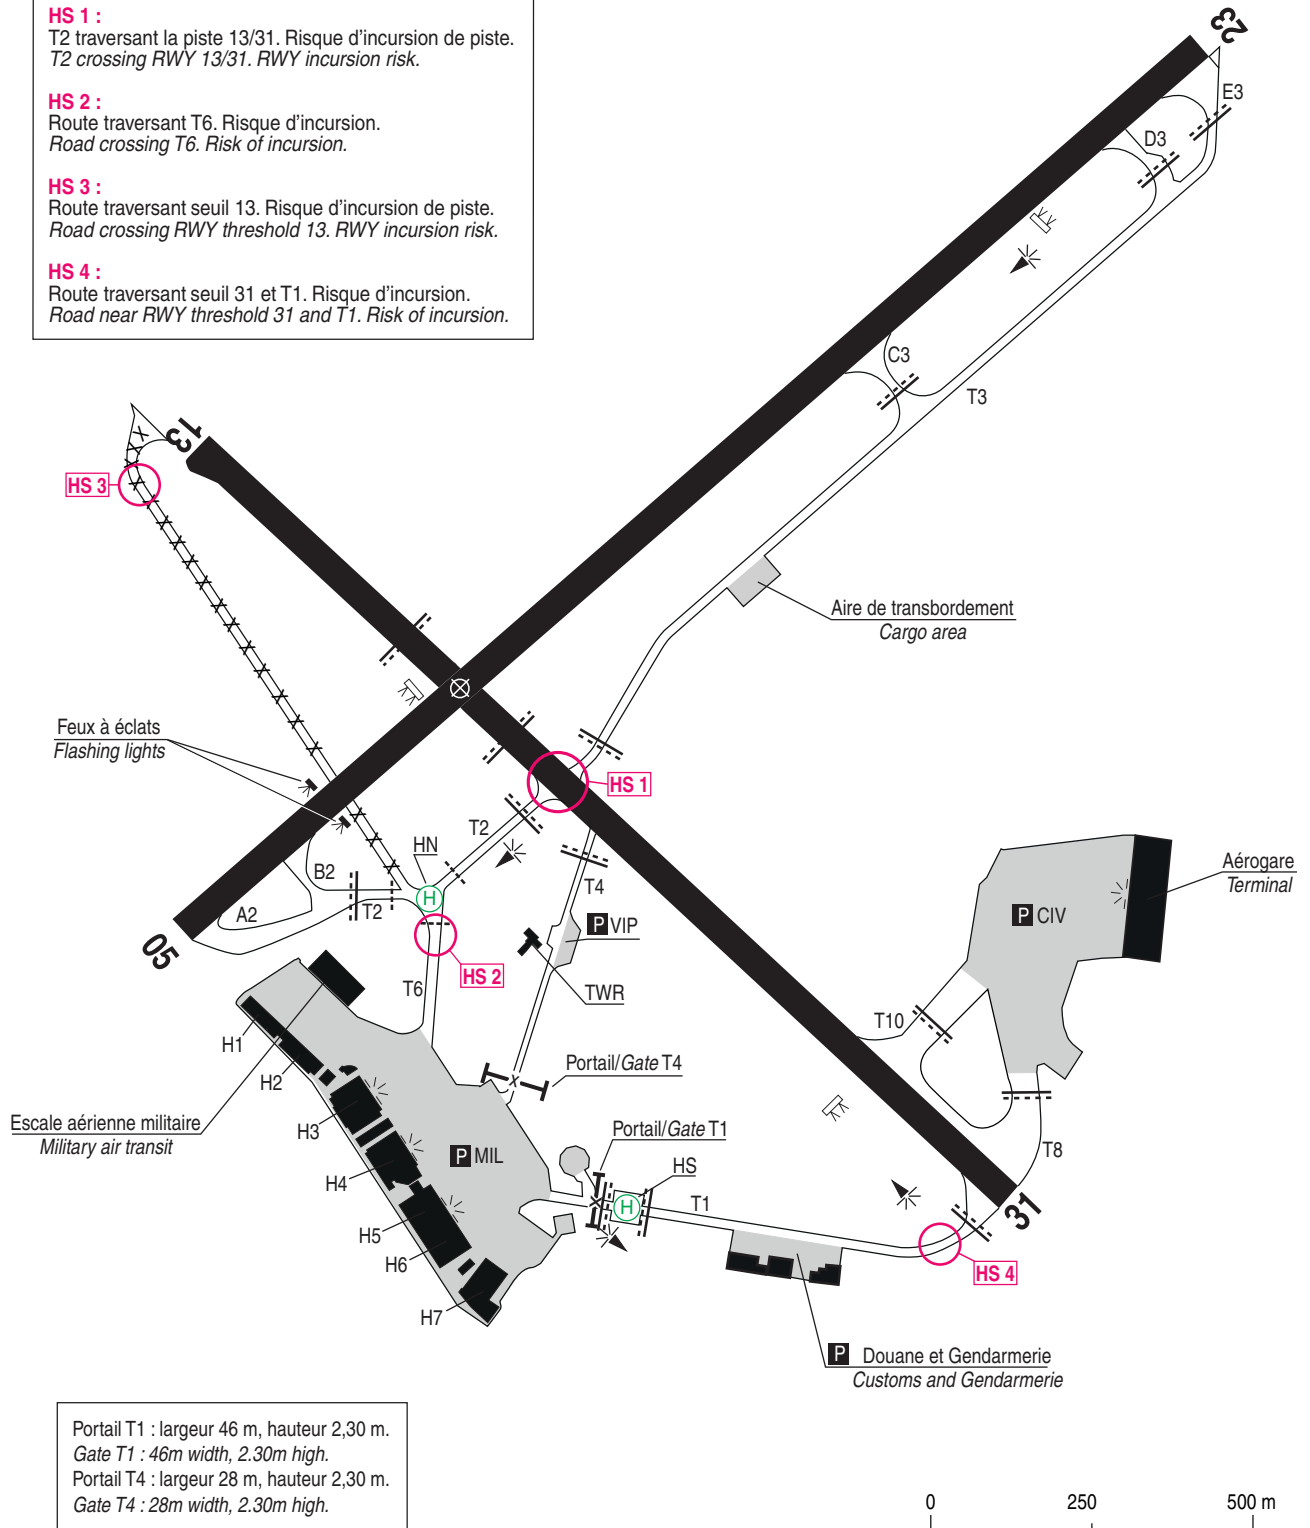 HS 1 :
T2 traversant la piste 13/31. Risque d'incursion de piste.
T2 crossing RWY 13/31. RWY incursion risk.
HS 2 :
Route traversant T6. Risque d'incursion.
Road crossing T6. Risk of incursion.
HS 3 :
Route traversant seuil 13. Risque d'incursion de piste.
Road crossing RWY threshold 13. RWY incursion risk.
HS 4 :
Route traversant seuil 31 et T1. Risque d'incursion.
Road near RWY threshold 31 and T1. Risk of incursion.
23
E3
D3
C3
T3
13
HS 3
Aire de transbordement
Cargo area
Feux à éclats
Flashing lights
HS 1
T2
HN
H
B2
T2
A2
05
T4
P VIP
HS 2
TWR
T6
P CIV
Aérogare
Terminal
T10
T8
H1
H2
H3
H4
H5
H6
H7
Escale aérienne militaire
Military air transit
P MIL
Portail/Gate T4
Portail/Gate T1
HS
H
T1
31
HS 4
P Douane et Gendarmerie
Customs and Gendarmerie
Portail T1 : largeur 46 m, hauteur 2,30 m.
Gate T1 : 46m width, 2.30m high.
Portail T4 : largeur 28 m, hauteur 2,30 m.
Gate T4 : 28m width, 2.30m high.
0 250 500 m